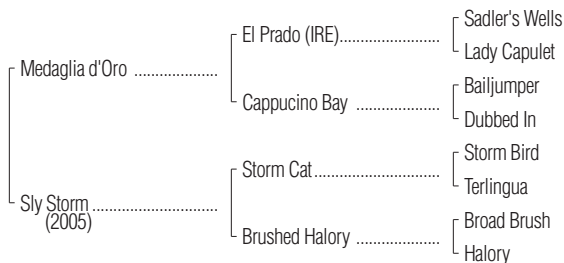 Sadler's Wells
El Prado (IRE)....................
Lady Capulet
Medaglia d'Oro .................
Bailjumper
Cappucino Bay ................
Dubbed In
Storm Bird
Storm Cat.........................
Terlingua
Sly Storm .........................
(2005)
Broad Brush
Brushed Halory .................
Halory